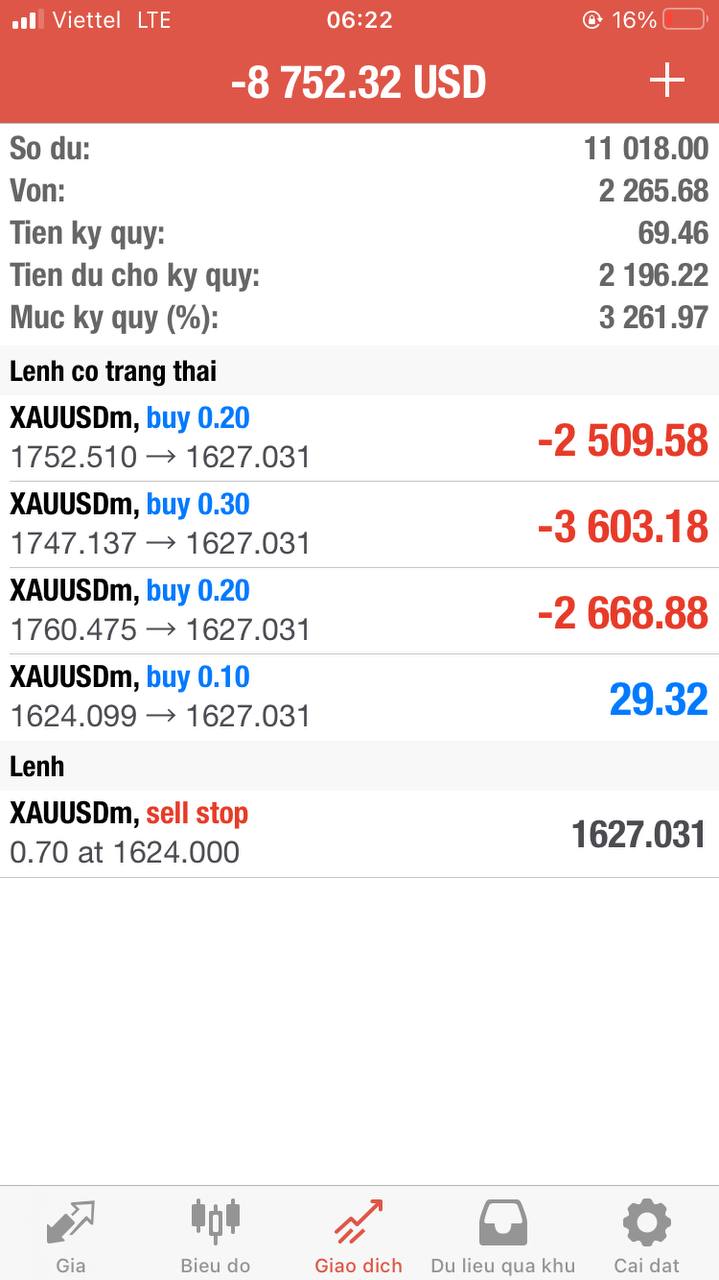 Viettel LTE 06:22 16%
-8 752.32 USD
So du: 11 018.00
Von: 2 265.68
Tien ky quy: 69.46
Tien du cho ky quy: 2 196.22
Muc ky quy (%): 3 261.97
Lenh co trang thai
XAUUSDm, buy 0.20
1752.510 → 1627.031 -2 509.58
XAUUSDm, buy 0.30
1747.137 → 1627.031 -3 603.18
XAUUSDm, buy 0.20
1760.475 → 1627.031 -2 668.88
XAUUSDm, buy 0.10
1624.099 → 1627.031 29.32
Lenh
XAUUSDm, sell stop
0.70 at 1624.000 1627.031
Gia Bieu do Giao dich Du lieu qua khu Cai dat